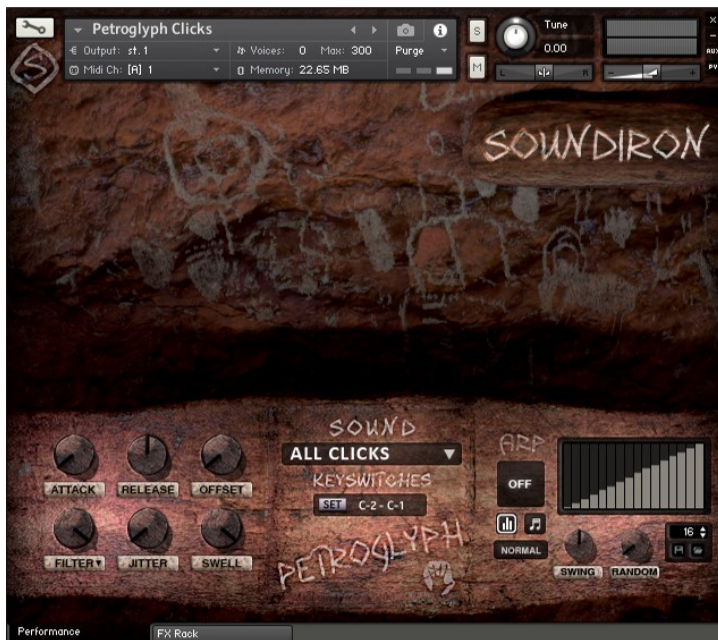 Petroglyph Clicks
Output: st. 1
Voices: 0 Max: 300
Purge
Midi Ch: [A] 1
Memory: 22.65 MB
S
M
Tune
0.00
L R
- +
AUX
PV
S
SOUNDIRON
ATTACK RELEASE OFFSET
FILTER JITTER SWELL
SOUND
ALL CLICKS
KEYSWITCHES
SET C-2 - C-1
PETROGLYPH
ARP
OFF
NORMAL
SWING RANDOM
16
Performance
FX Rack